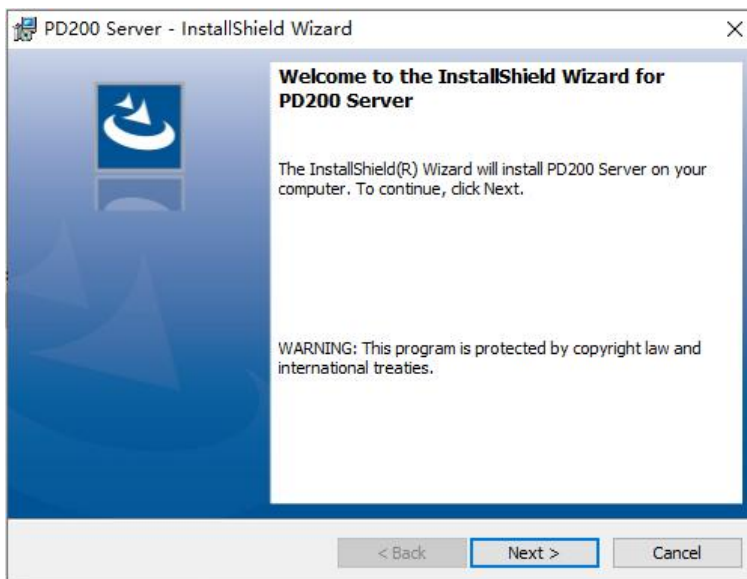 PD200 Server - InstallShield Wizard
Welcome to the InstallShield Wizard for
PD200 Server
The InstallShield(R) Wizard will install PD200 Server on your
computer. To continue, click Next.
WARNING: This program is protected by copyright law and
international treaties.
< Back
Next >
Cancel